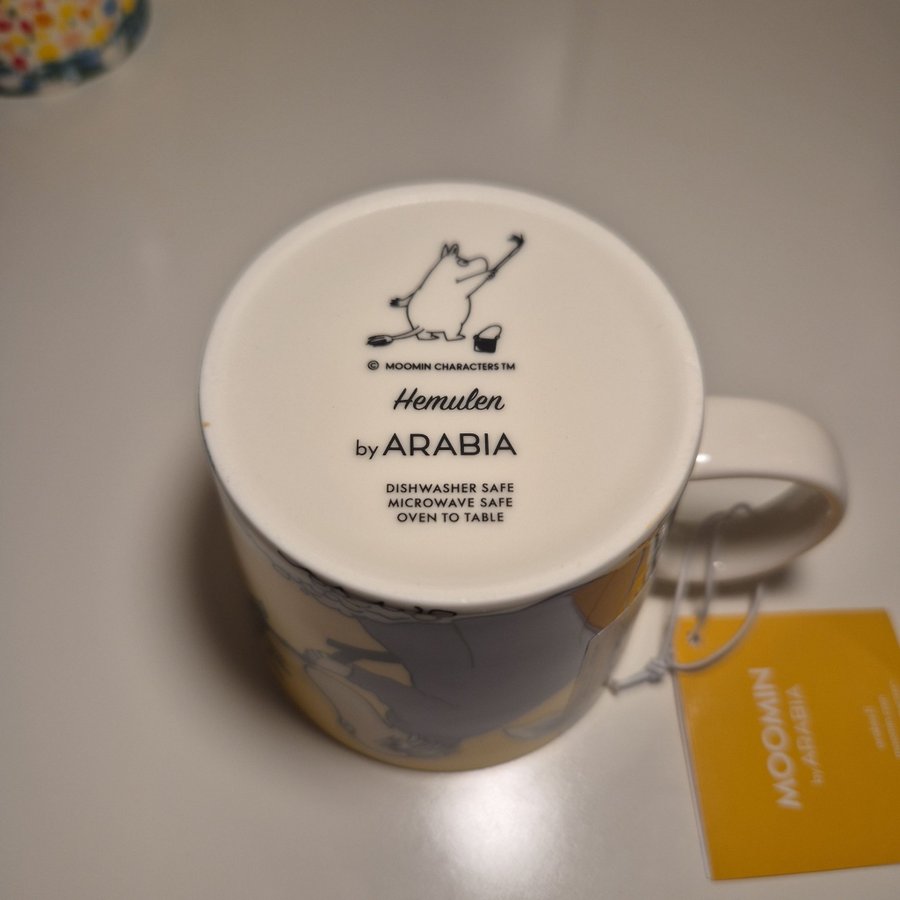 © MOOMIN CHARACTERS TM
Hemulen
by ARABIA
DISHWASHER SAFE
MICROWAVE SAFE
OVEN TO TABLE
MOOMIN
by ARABIA